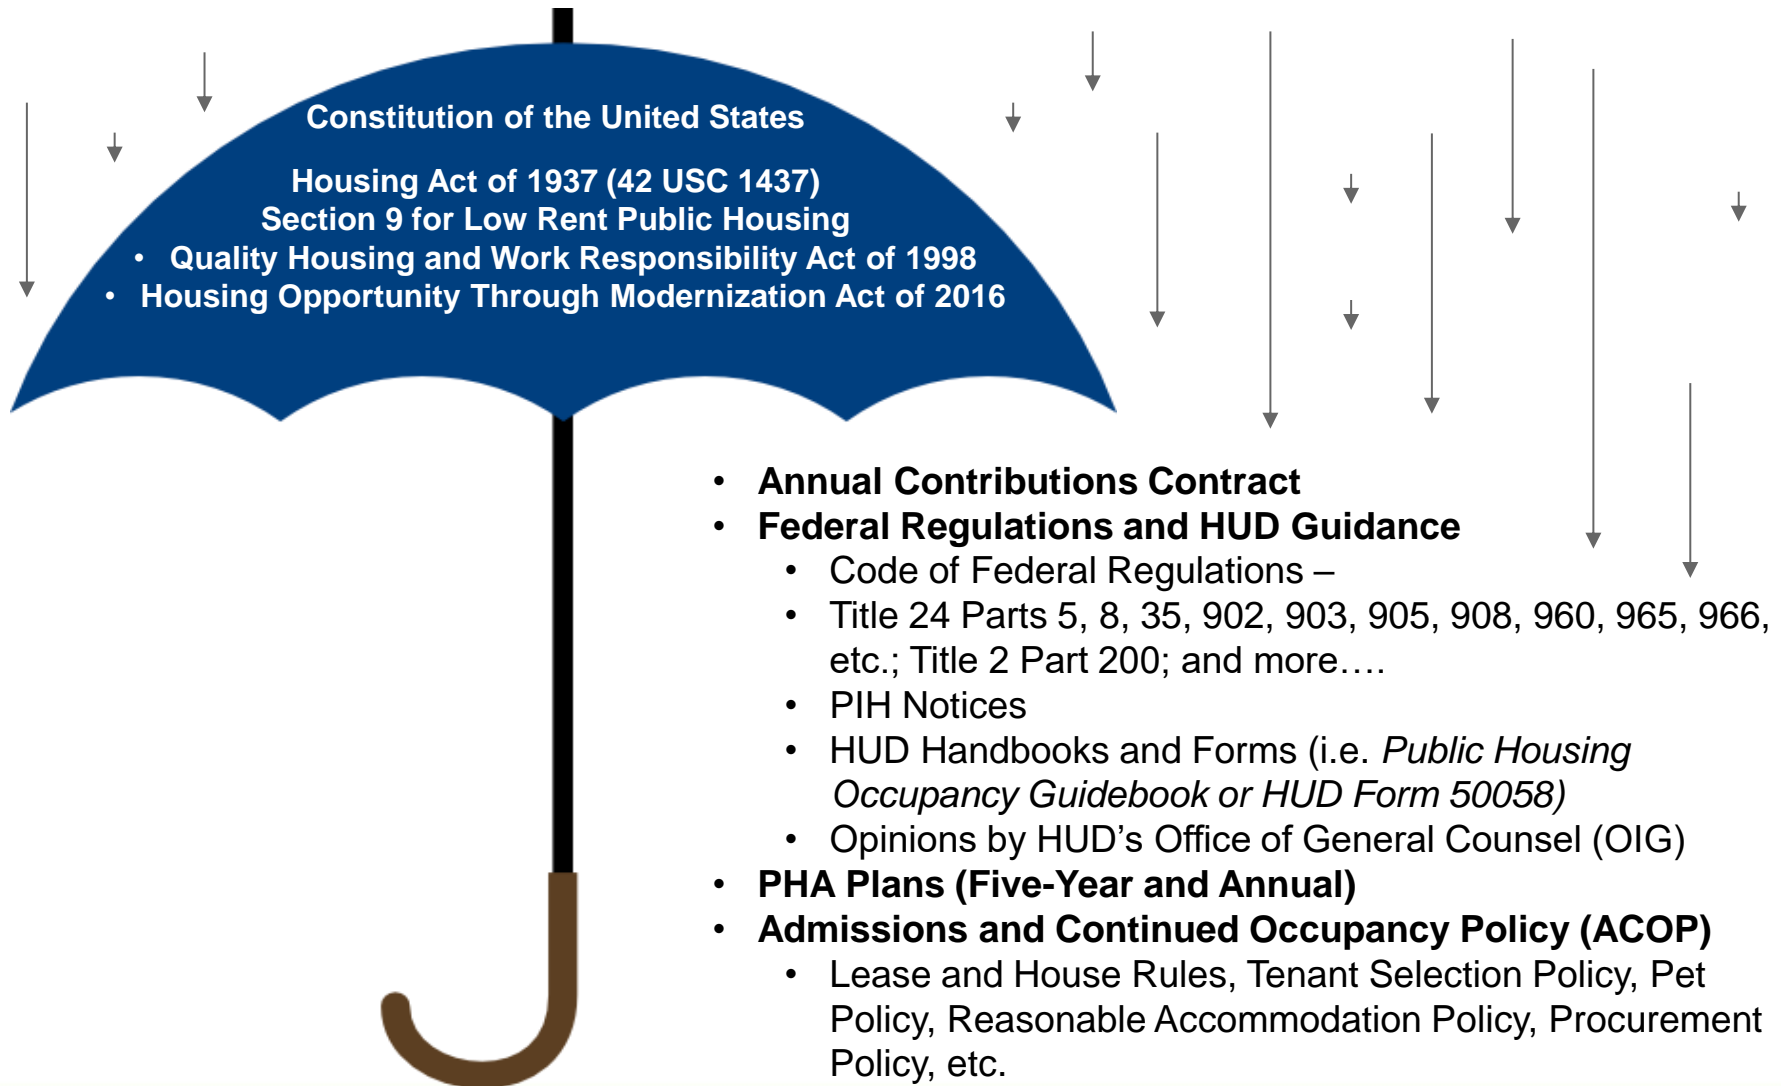 Constitution of the United States
Housing Act of 1937 (42 USC 1437)
Section 9 for Low Rent Public Housing
• Quality Housing and Work Responsibility Act of 1998
• Housing Opportunity Through Modernization Act of 2016
• Annual Contributions Contract
• Federal Regulations and HUD Guidance
• Code of Federal Regulations –
• Title 24 Parts 5, 8, 35, 902, 903, 905, 908, 960, 965, 966,
etc.; Title 2 Part 200; and more….
• PIH Notices
• HUD Handbooks and Forms (i.e. Public Housing
Occupancy Guidebook or HUD Form 50058)
• Opinions by HUD’s Office of General Counsel (OIG)
• PHA Plans (Five-Year and Annual)
• Admissions and Continued Occupancy Policy (ACOP)
• Lease and House Rules, Tenant Selection Policy, Pet
Policy, Reasonable Accommodation Policy, Procurement
Policy, etc.